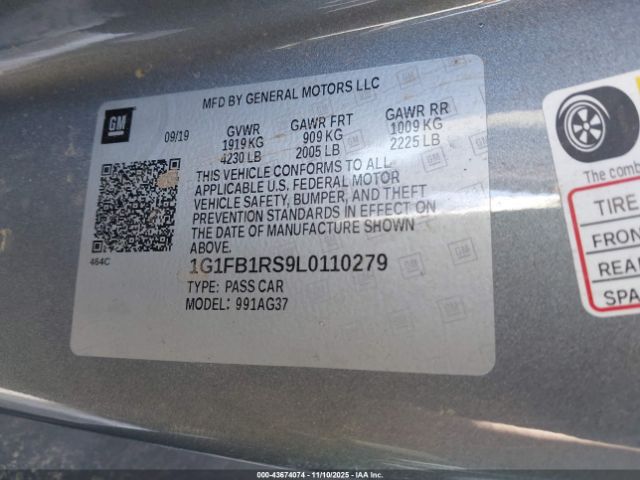 MFD BY GENERAL MOTORS LLC
GM
09/19 GVWR GAWR FRT GAWR RR
1919 KG 909 KG 1009 KG
4230 LB 2005 LB 2225 LB
THIS VEHICLE CONFORMS TO ALL
APPLICABLE U.S. FEDERAL MOTOR
VEHICLE SAFETY, BUMPER, AND THEFT
PREVENTION STANDARDS IN EFFECT ON
THE DATE OF MANUFACTURE SHOWN
ABOVE.
464C
1G1FB1RS9L0110279
TYPE: PASS CAR
MODEL: 991AG37
The comb
TIRE
FRON
REAR
SPA
000-43674074 - 11/10/2025 - IAA Inc.